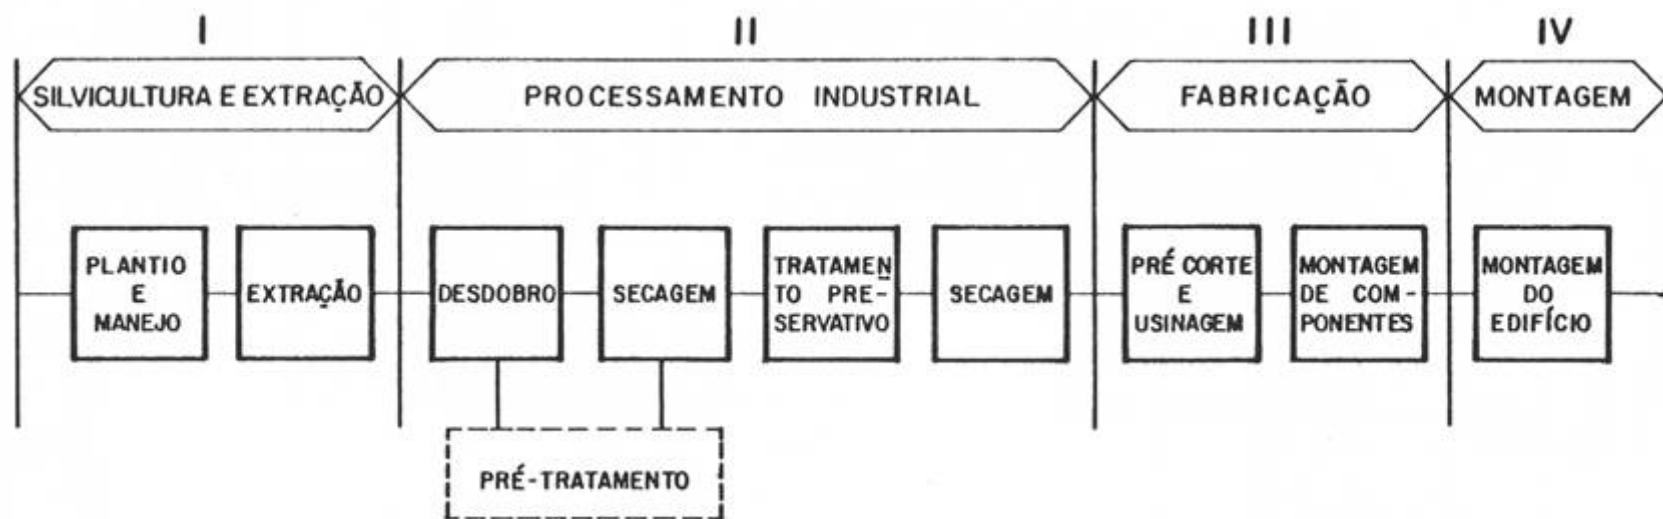 I
II
III
IV
SILVICULTURA E EXTRAÇÃO
PROCESSAMENTO INDUSTRIAL
FABRICAÇÃO
MONTAGEM
PLANTIO
E
MANEJO
EXTRAÇÃO
DESDOBRO
SECAGEM
TRATAMEN
TO PRE-
SERVATIVO
SECAGEM
PRÉ CORTE
E
USINAGEM
MONTAGEM
DE COM-
PONENTES
MONTAGEM
DO
EDIFÍCIO
PRÉ-TRATAMENTO